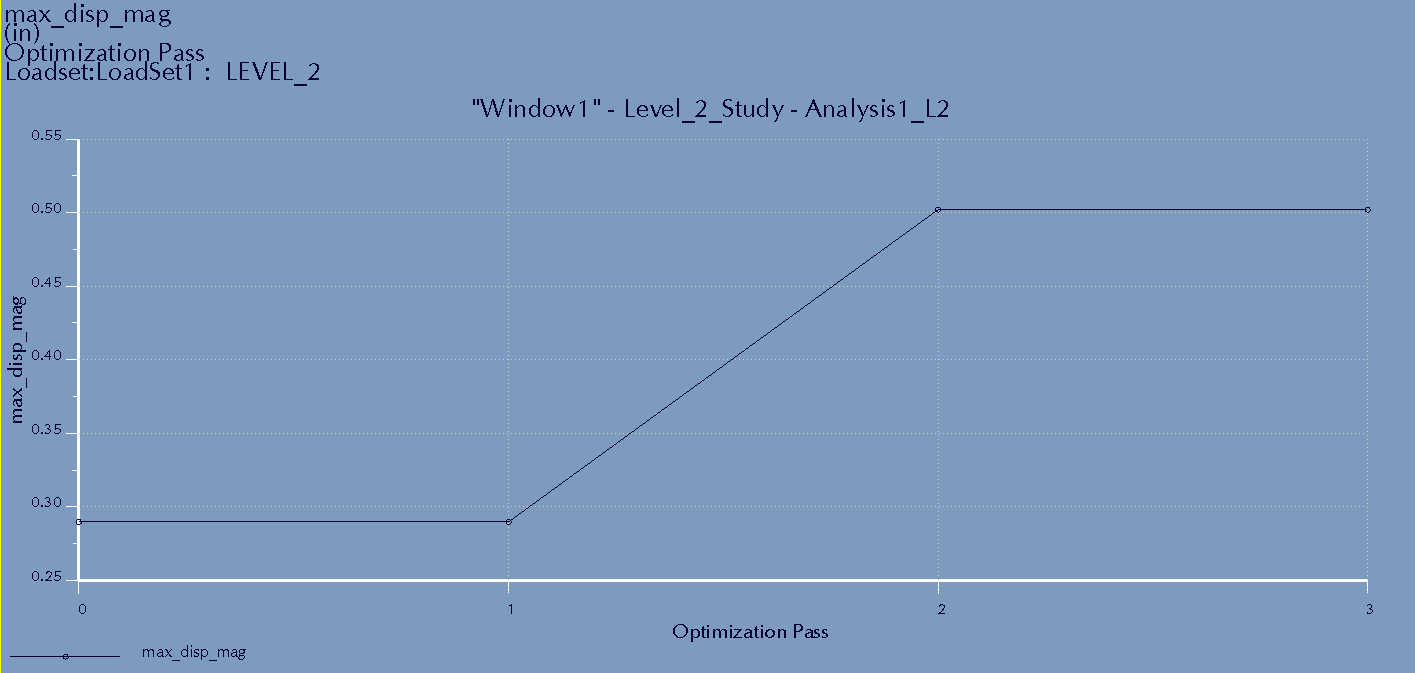 max_disp_mag
(in)
Optimization Pass
Loadset:LoadSet1 : LEVEL_2
"Window1" - Level_2_Study - Analysis1_L2
0.55
0.50
0.45
0.40
0.35
0.30
0.25
max_disp_mag
0 1 2 3
Optimization Pass
max_disp_mag